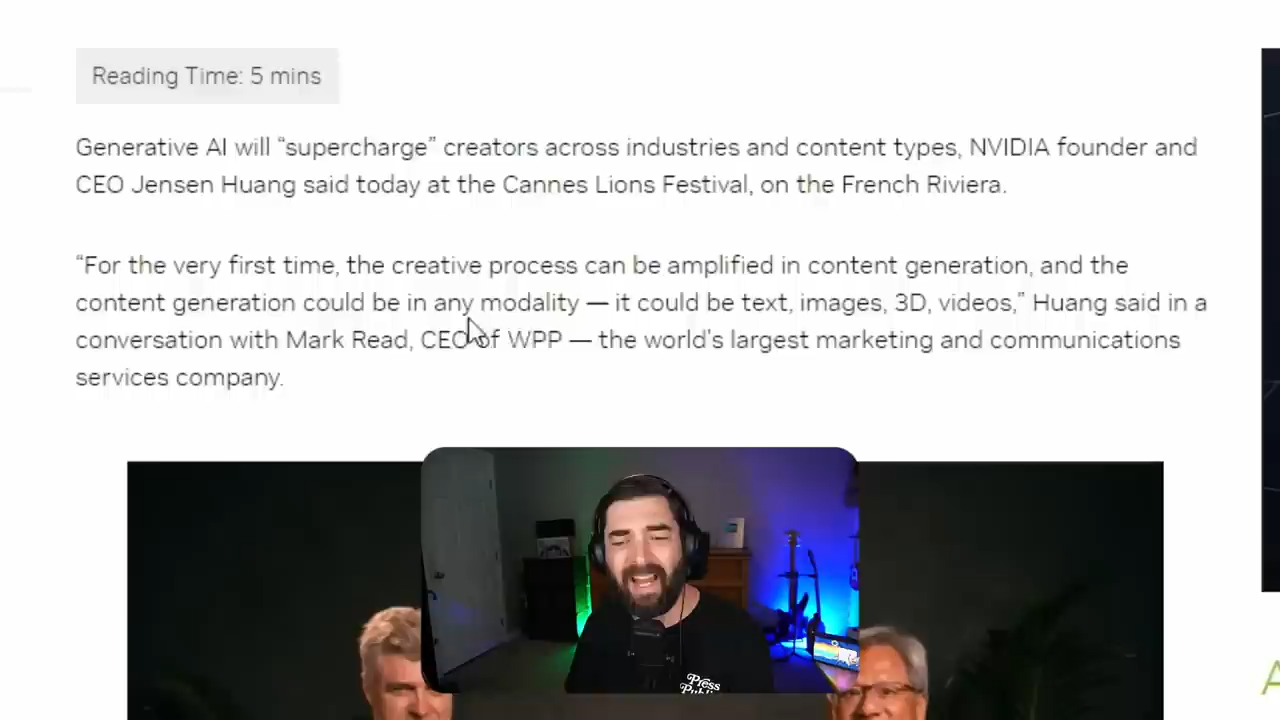 Reading Time: 5 mins
Generative AI will “supercharge” creators across industries and content types, NVIDIA founder and
CEO Jensen Huang said today at the Cannes Lions Festival, on the French Riviera.
“For the very first time, the creative process can be amplified in content generation, and the
content generation could be in any modality — it could be text, images, 3D, videos,” Huang said in a
conversation with Mark Read, CEO of WPP — the world’s largest marketing and communications
services company.
Press